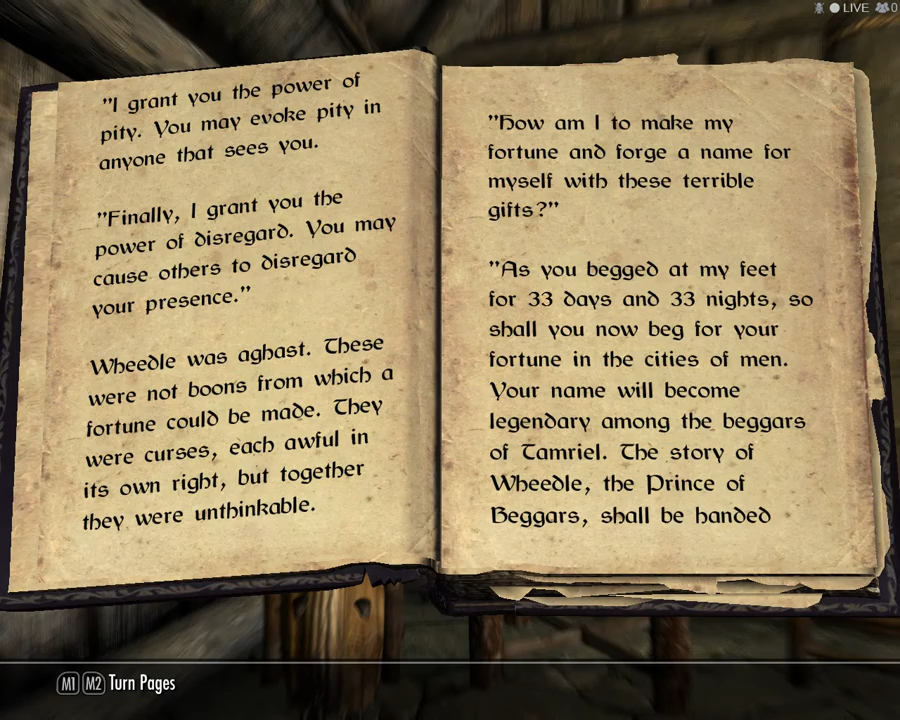 LIVE 0
"I grant you the power of
pity. You may evoke pity in
anyone that sees you.
"Finally, I grant you the
power of disregard. You may
cause others to disregard
your presence."
Wheedle was aghast. These
were not boons from which a
fortune could be made. They
were curses, each awful in
its own right, but together
they were unthinkable.
"How am I to make my
fortune and forge a name for
myself with these terrible
gifts?"
"As you begged at my feet
for 33 days and 33 nights, so
shall you now beg for your
fortune in the cities of men.
Your name will become
legendary among the beggars
of Tamriel. The story of
Wheedle, the Prince of
Beggars, shall be handed
M1 M2 Turn Pages